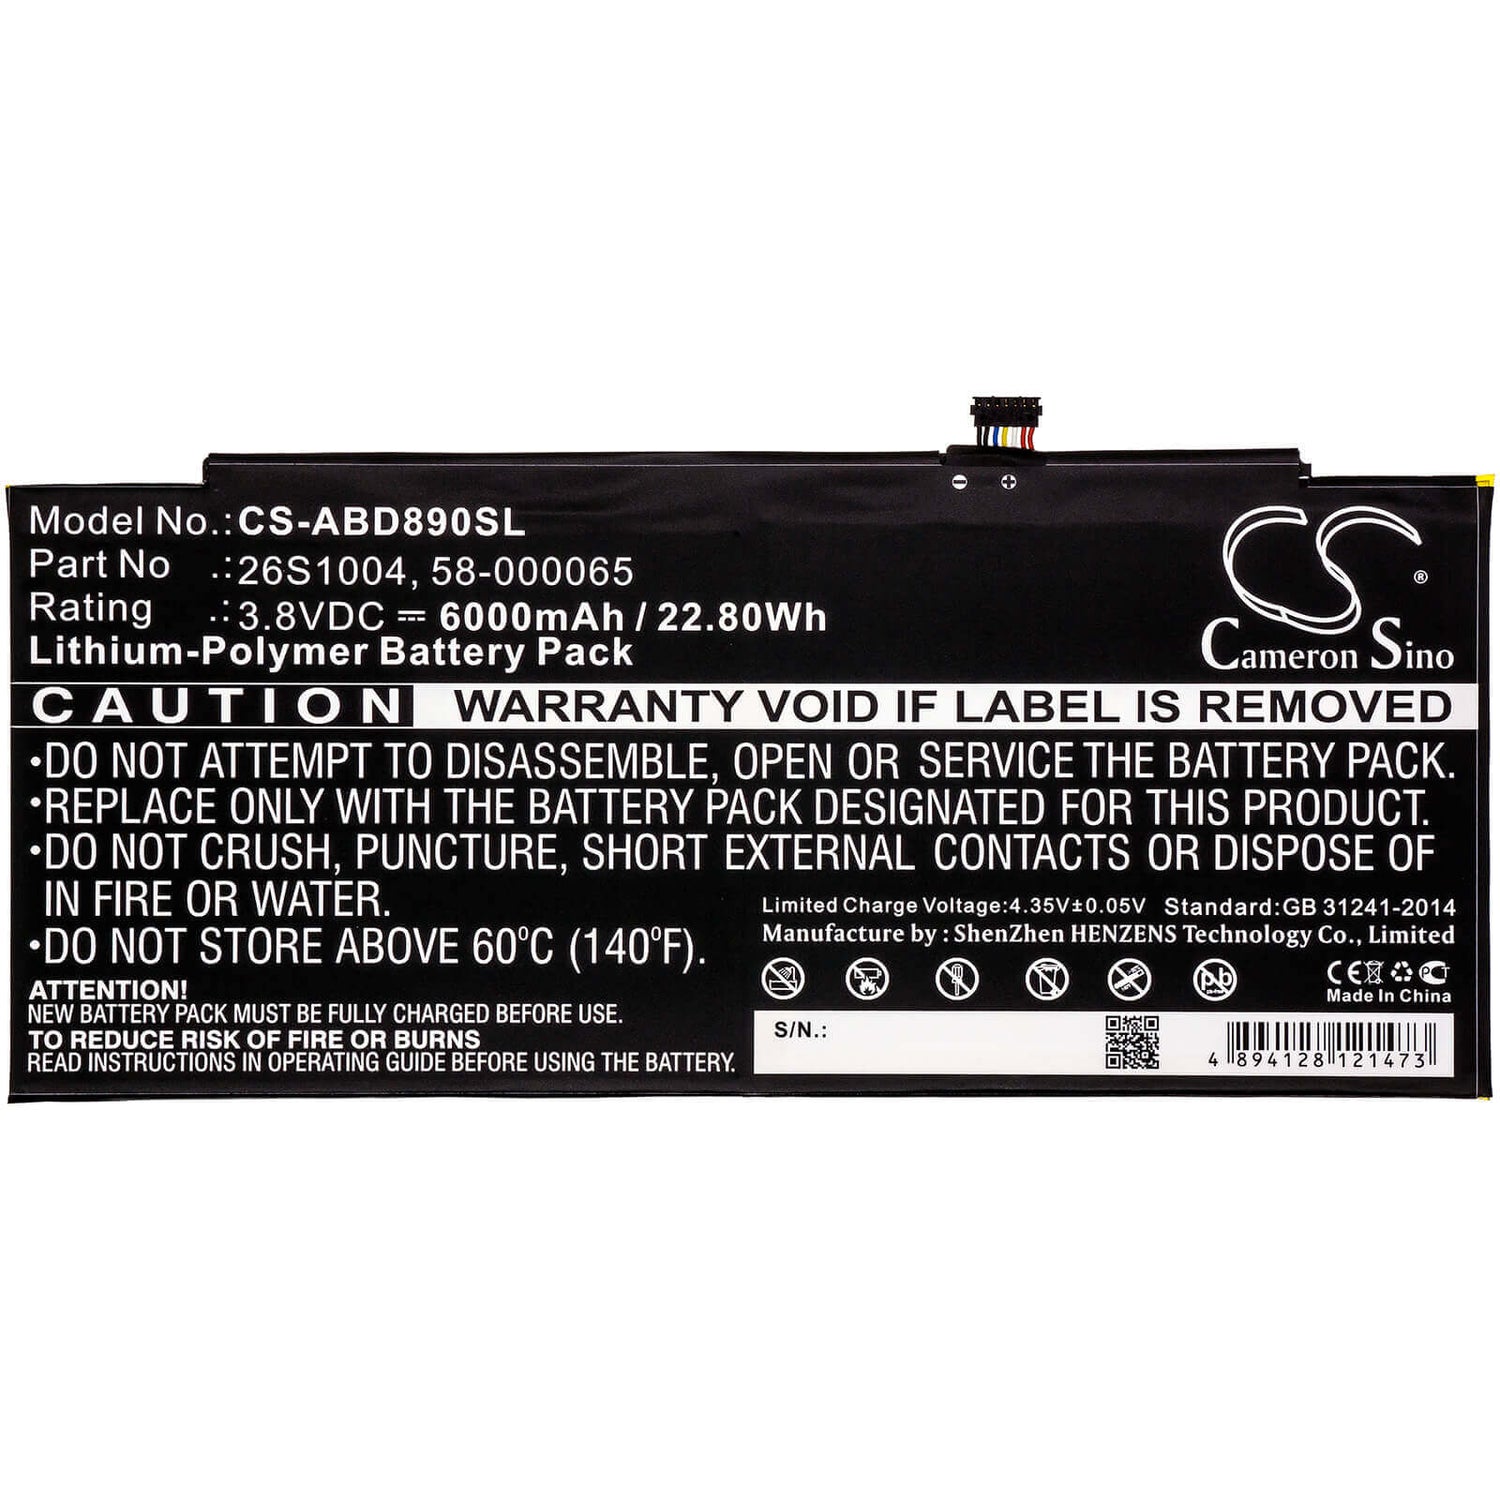 Model No.: CS-ABD890SL
Part No .: 26S1004, 58-000065
Rating .: 3.8VDC ⎓ 6000mAh / 22.80Wh
Lithium-Polymer Battery Pack
CS ®
Cameron Sino
CAUTION WARRANTY VOID IF LABEL IS REMOVED
•DO NOT ATTEMPT TO DISASSEMBLE, OPEN OR SERVICE THE BATTERY PACK.
•REPLACE ONLY WITH THE BATTERY PACK DESIGNATED FOR THIS PRODUCT.
•DO NOT CRUSH, PUNCTURE, SHORT EXTERNAL CONTACTS OR DISPOSE OF
IN FIRE OR WATER.
•DO NOT STORE ABOVE 60°C (140°F).
ATTENTION!
NEW BATTERY PACK MUST BE FULLY CHARGED BEFORE USE.
TO REDUCE RISK OF FIRE OR BURNS
READ INSTRUCTIONS IN OPERATING GUIDE BEFORE USING THE BATTERY.
Limited Charge Voltage:4.35V±0.05V Standard:GB 31241-2014
Manufacture by : ShenZhen HENZENS Technology Co., Limited
Pb
CE PCT
Made In China
S/N.:
4 894128 121473